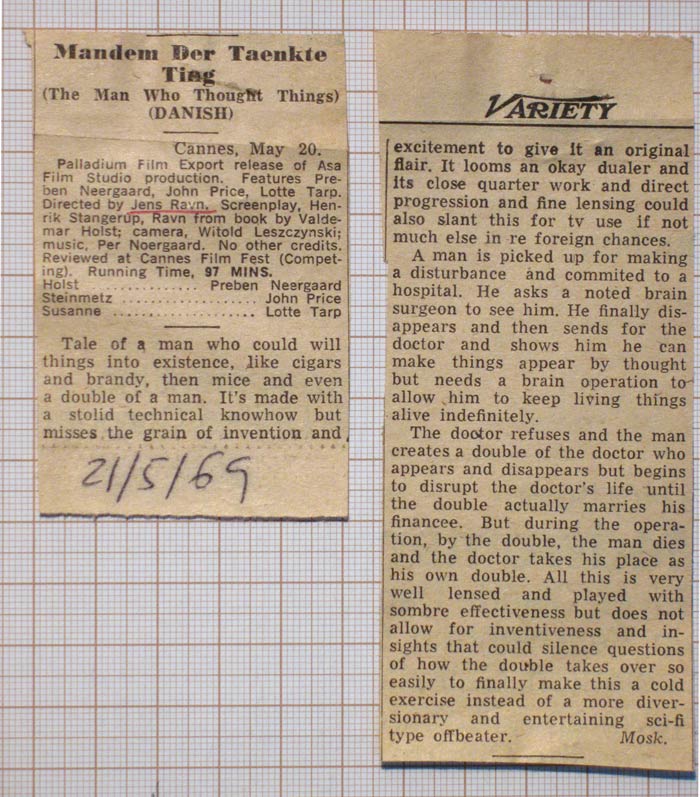 Mandem Der Taenkte
Ting
(The Man Who Thought Things)
(DANISH)
Cannes, May 20.
Palladium Film Export release of Asa
Film Studio production. Features Pre-
ben Neergaard, John Price, Lotte Tarp.
Directed by Jens Ravn. Screenplay, Hen-
rik Stangerup, Ravn from book by Valde-
mar Holst; camera, Witold Leszczynski;
music, Per Noergaard. No other credits.
Reviewed at Cannes Film Fest (Compet-
ing). Running Time, 97 MINS.
Holst ............... Preben Neergaard
Steinmetz ................ John Price
Susanne ................. Lotte Tarp
Tale of a man who could will
things into existence, like cigars
and brandy, then mice and even
a double of a man. It's made with
a stolid technical knowhow but
misses the grain of invention and
21/5/69
VARIETY
excitement to give it an original
flair. It looms an okay dualer and
its close quarter work and direct
progression and fine lensing could
also slant this for tv use if not
much else in re foreign chances.
A man is picked up for making
a disturbance and commited to a
hospital. He asks a noted brain
surgeon to see him. He finally dis-
appears and then sends for the
doctor and shows him he can
make things appear by thought
but needs a brain operation to
allow him to keep living things
alive indefinitely.
The doctor refuses and the man
creates a double of the doctor who
appears and disappears but begins
to disrupt the doctor's life until
the double actually marries his
financee. But during the opera-
tion, by the double, the man dies
and the doctor takes his place as
his own double. All this is very
well lensed and played with
sombre effectiveness but does not
allow for inventiveness and in-
sights that could silence questions
of how the double takes over so
easily to finally make this a cold
exercise instead of a more diver-
sionary and entertaining sci-fi
type offbeater. Mosk.